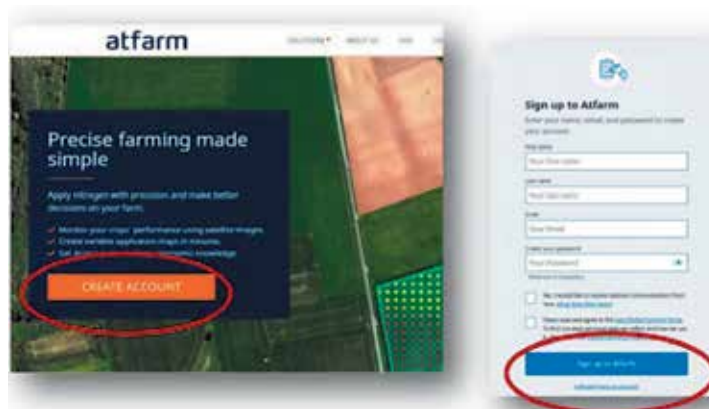 atfarm
SOLUTIONS ABOUT US
Precise farming made
simple
Apply nitrogen with precision and make better
decisions on your farm.
Monitor your crops' performance using satellite images
Create variable application maps in minutes
knowledge
CREATE ACCOUNT
Sign up to Atfarm
Enter your name, email, and password to create
your account.
First name
Your first name
Last name
Your last name
Email
Your Email
Create your password
Your Password
Sign up to Atfarm